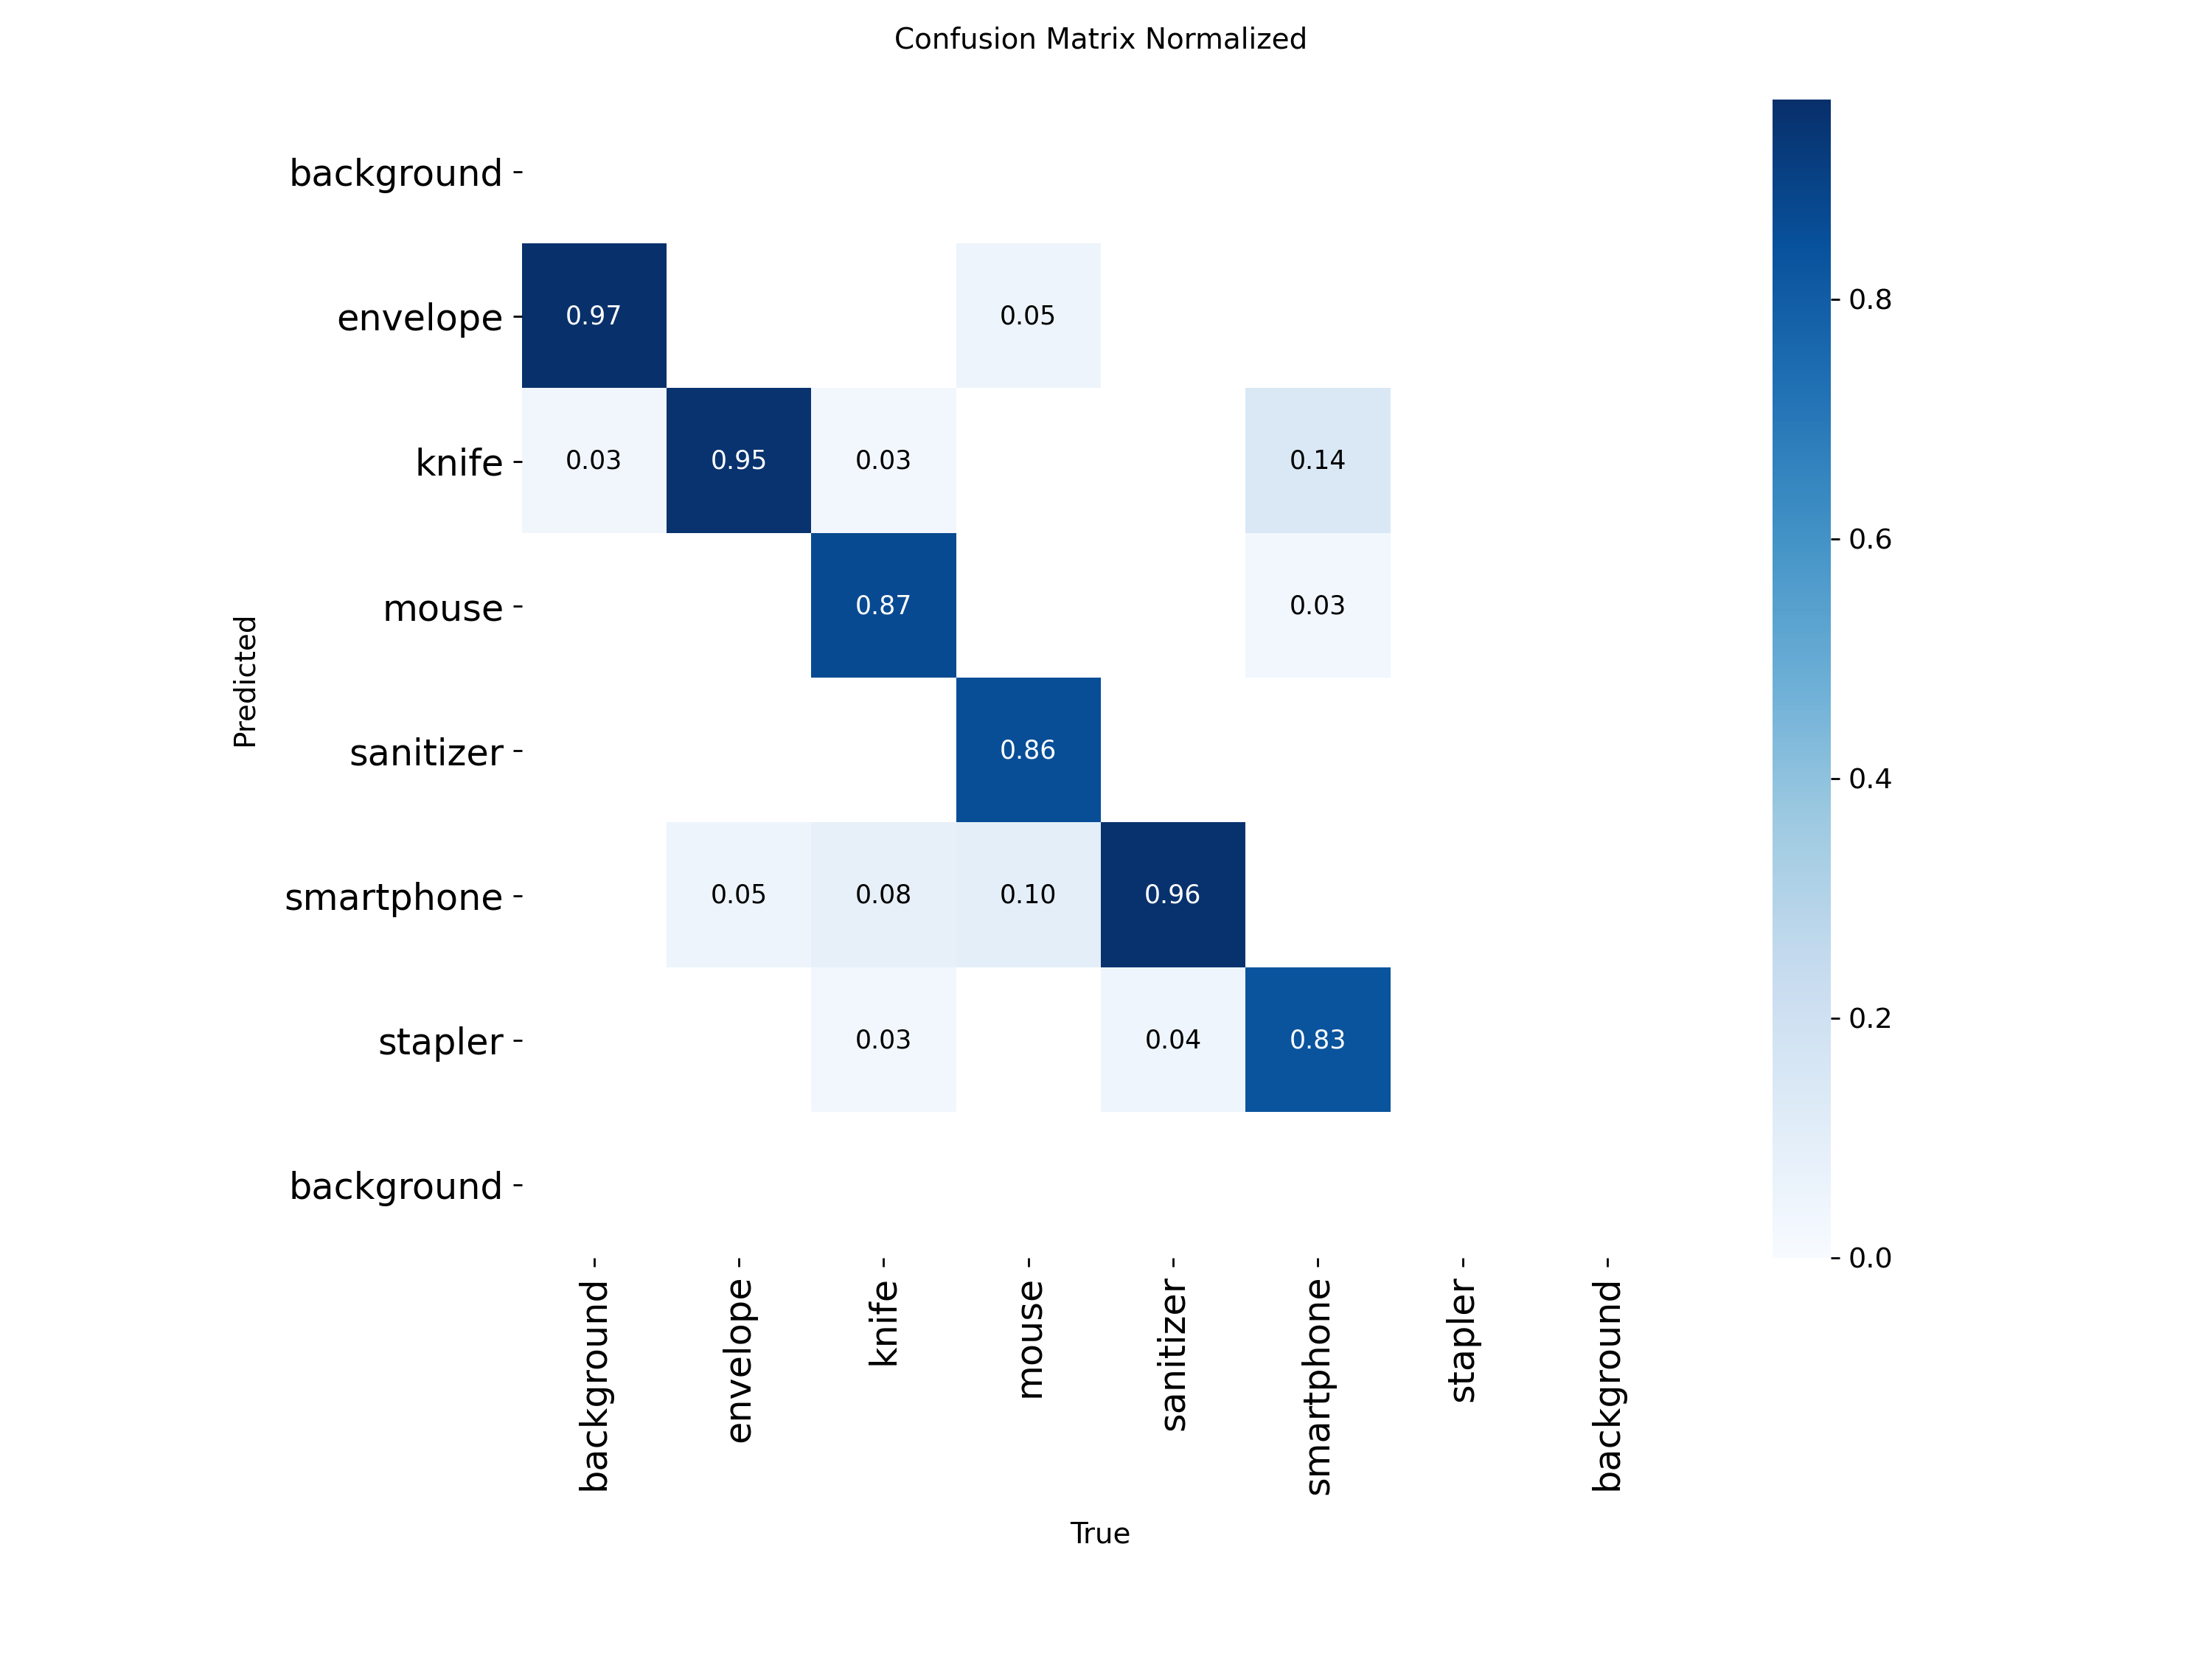 Confusion Matrix Normalized
background
envelope 0.97 0.05
knife 0.03 0.95 0.03 0.14
mouse 0.87 0.03
sanitizer 0.86
smartphone 0.05 0.08 0.10 0.96
stapler 0.03 0.04 0.83
background
Predicted
background envelope knife mouse sanitizer smartphone stapler background
True
0.8
0.6
0.4
0.2
0.0